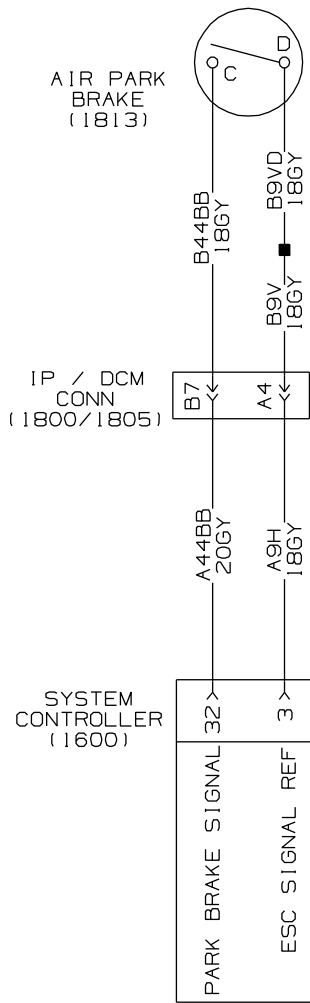 AIR PARK
BRAKE
(1813)
C
D
B44BB
18GY
B9VD
18GY
B9V
18GY
IP / DCM
CONN
(1800/1805)
B7
A4
A44BB
20GY
A9H
18GY
SYSTEM
CONTROLLER
(1600)
32
3
PARK BRAKE SIGNAL
ESC SIGNAL REF